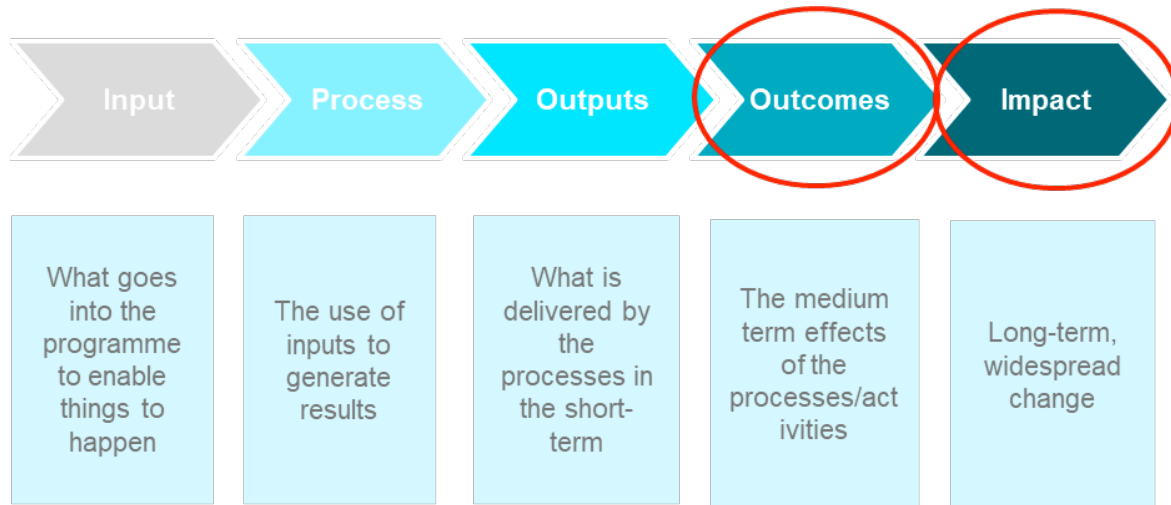 Input
Process
Outputs
Outcomes
Impact
What goes
into the
programme
to enable
things to
happen
The use of
inputs to
generate
results
What is
delivered by
the
processes in
the short-
term
The medium
term effects
of the
processes/act
ivities
Long-term,
widespread
change